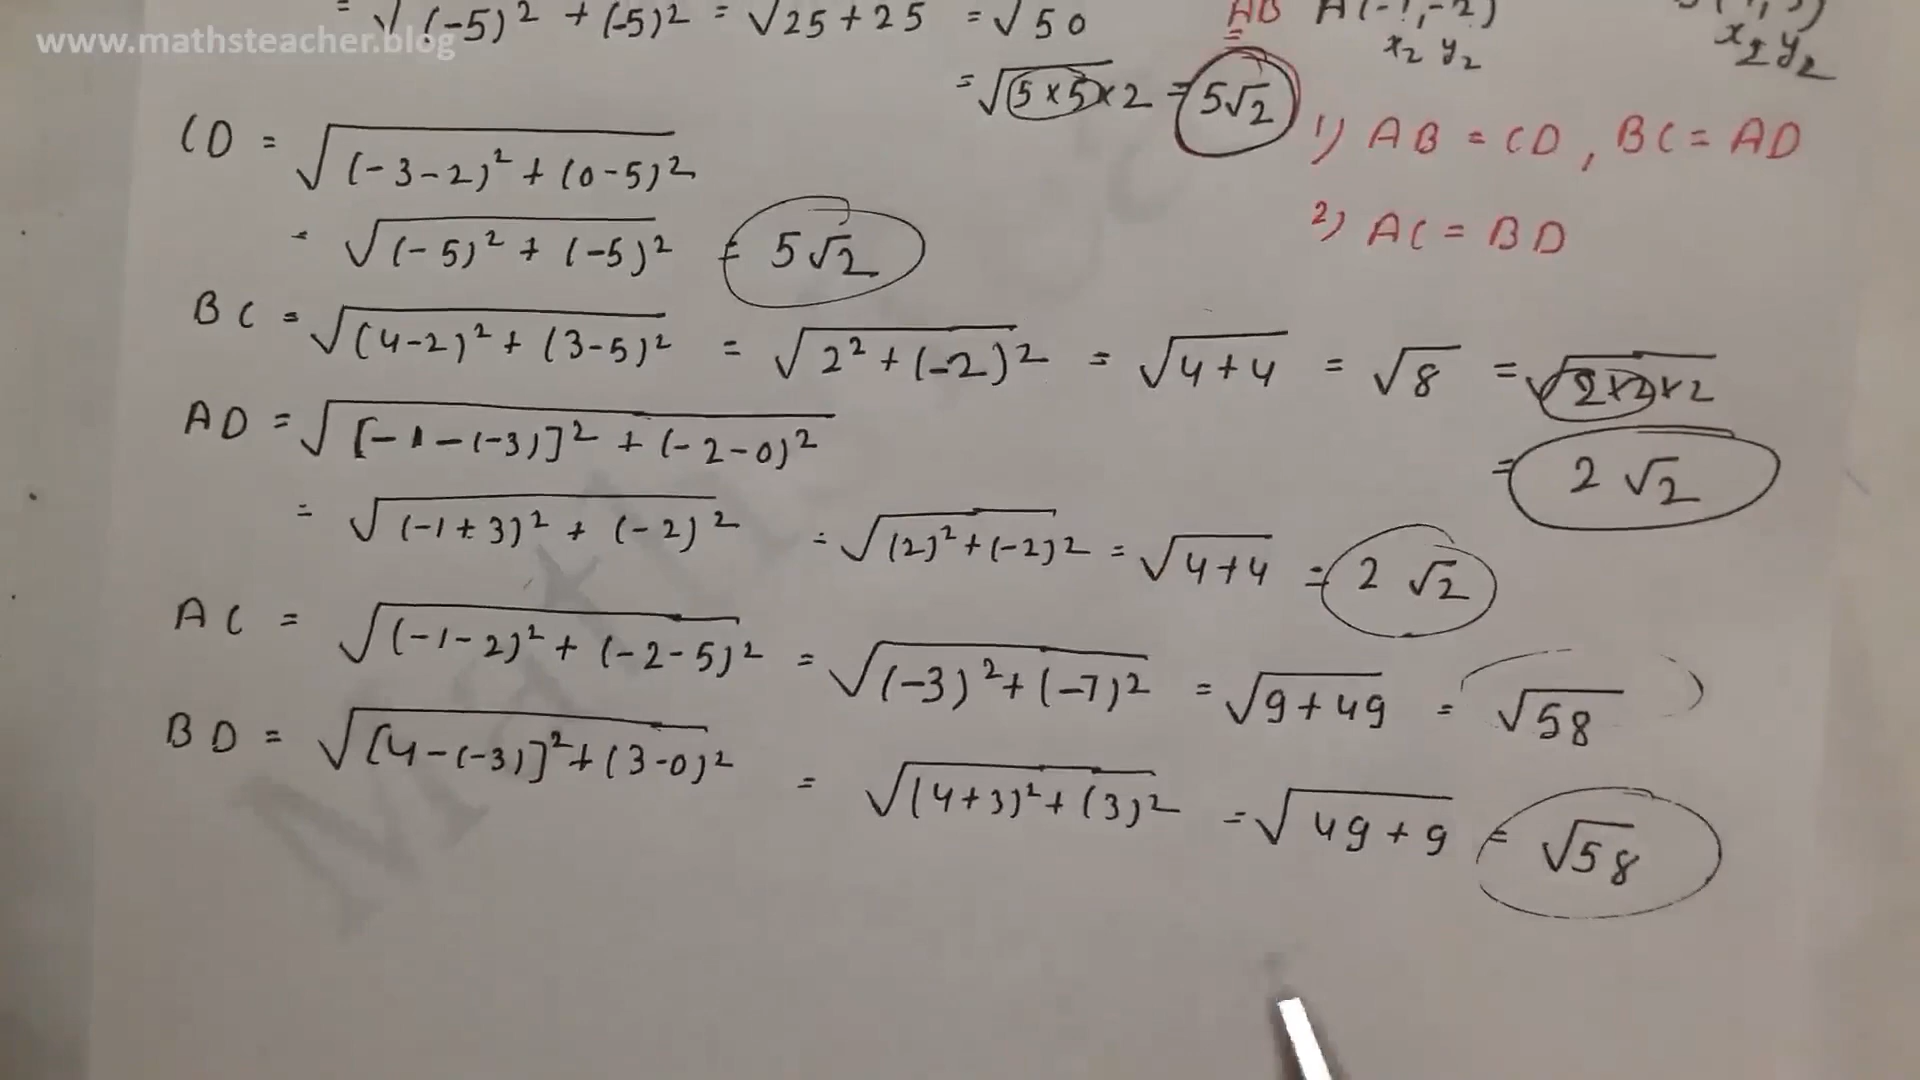 = √(-5)² + (-5)² = √25+25 = √50
www.mathsteacher.blog
AB A(-1,-2)
x₂ y₂
x₂ y₂
= √5×5×2 = 5√2
1) AB = CD, BC = AD
2) AC = BD
CD = √(-3-2)² + (0-5)²
= √(-5)² + (-5)² = 5√2
BC = √(4-2)² + (3-5)² = √2² + (-2)² = √4+4 = √8 = √2×2×2
= 2√2
AD = √[-1-(-3)]² + (-2-0)²
= √(-1+3)² + (-2)² = √(2)² + (-2)² = √4+4 = 2√2
AC = √(-1-2)² + (-2-5)² = √(-3)² + (-7)² = √9+49 = √58
BD = √[4-(-3)]² + (3-0)² = √(4+3)² + (3)² = √49+9 = √58